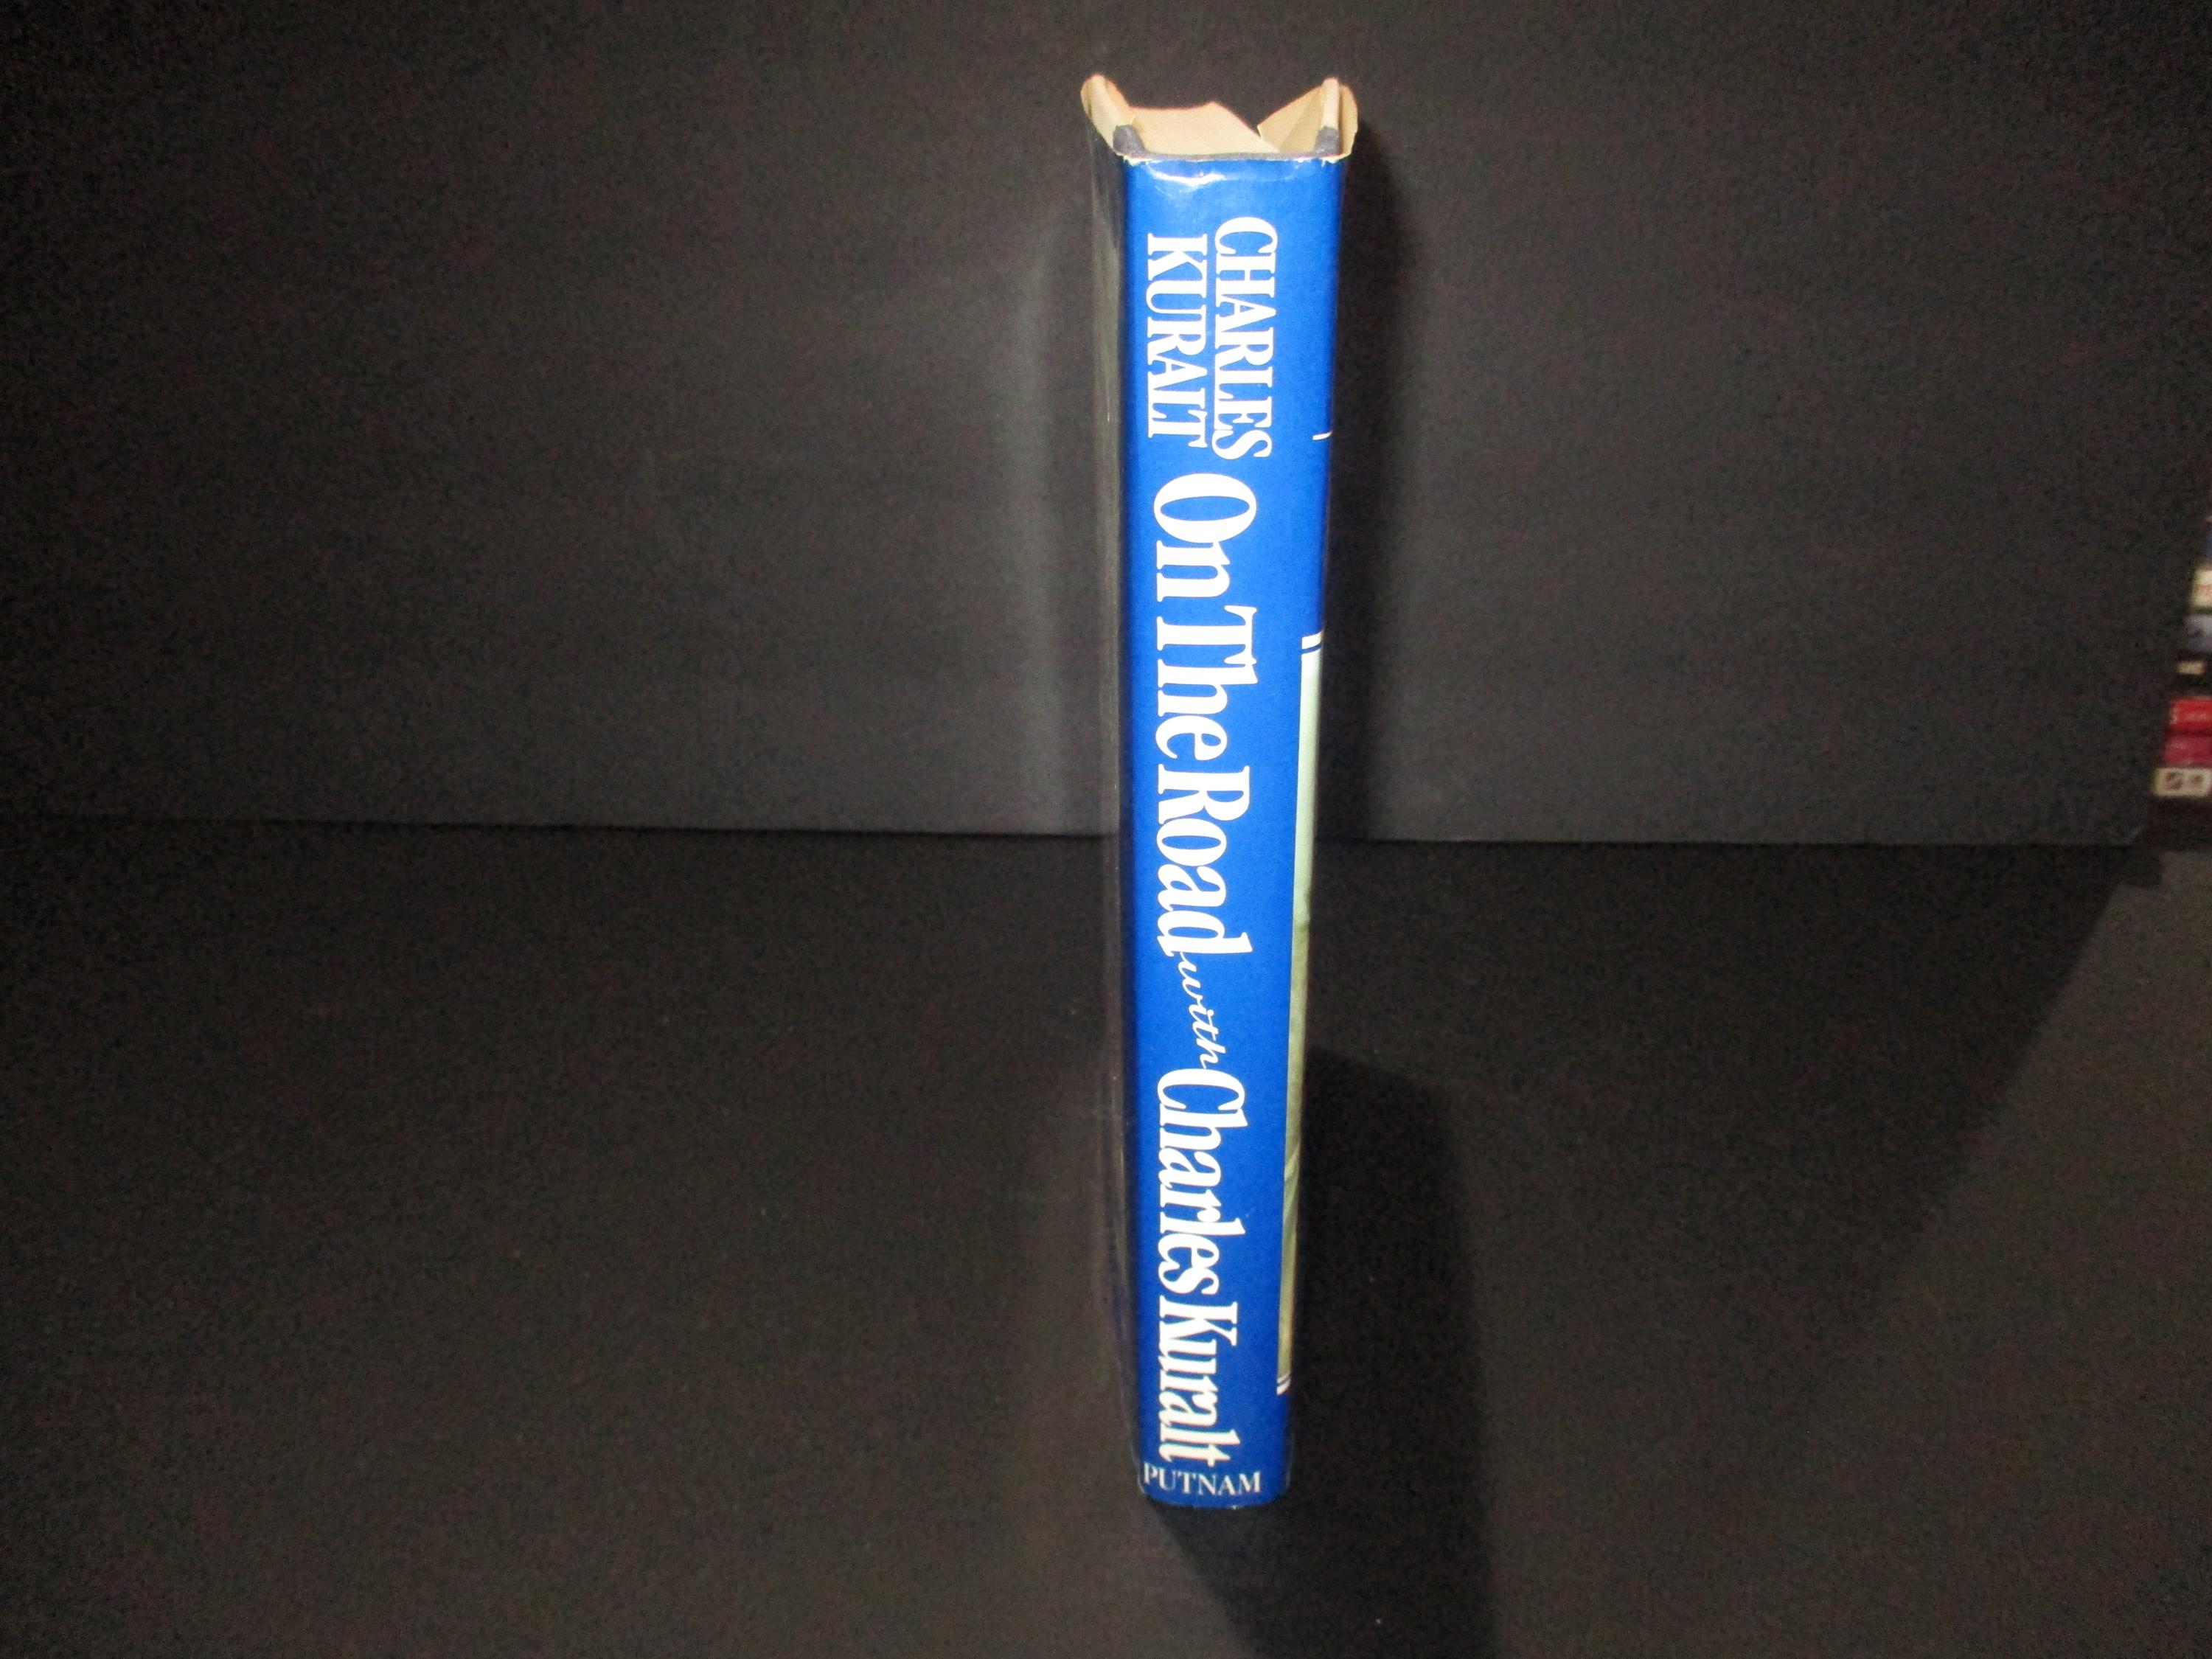 CHARLES
KURALT
On The Road with Charles Kuralt
PUTNAM